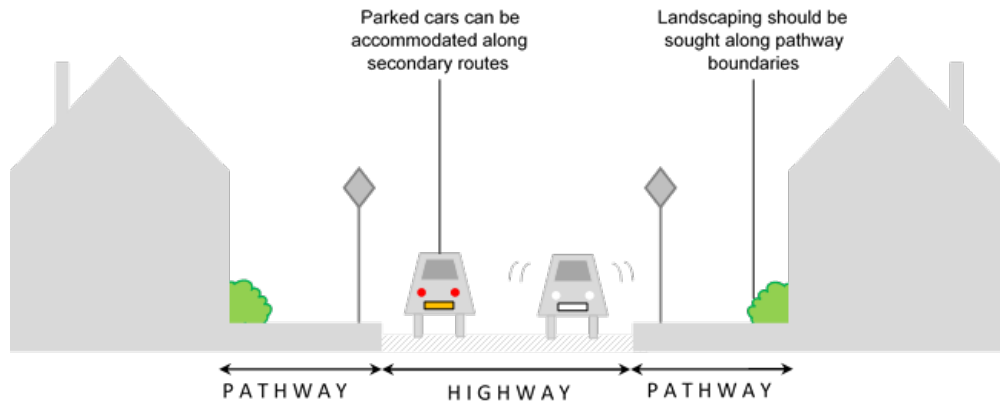 Parked cars can be
accommodated along
secondary routes
Landscaping should be
sought along pathway
boundaries
PATHWAY
HIGHWAY
PATHWAY